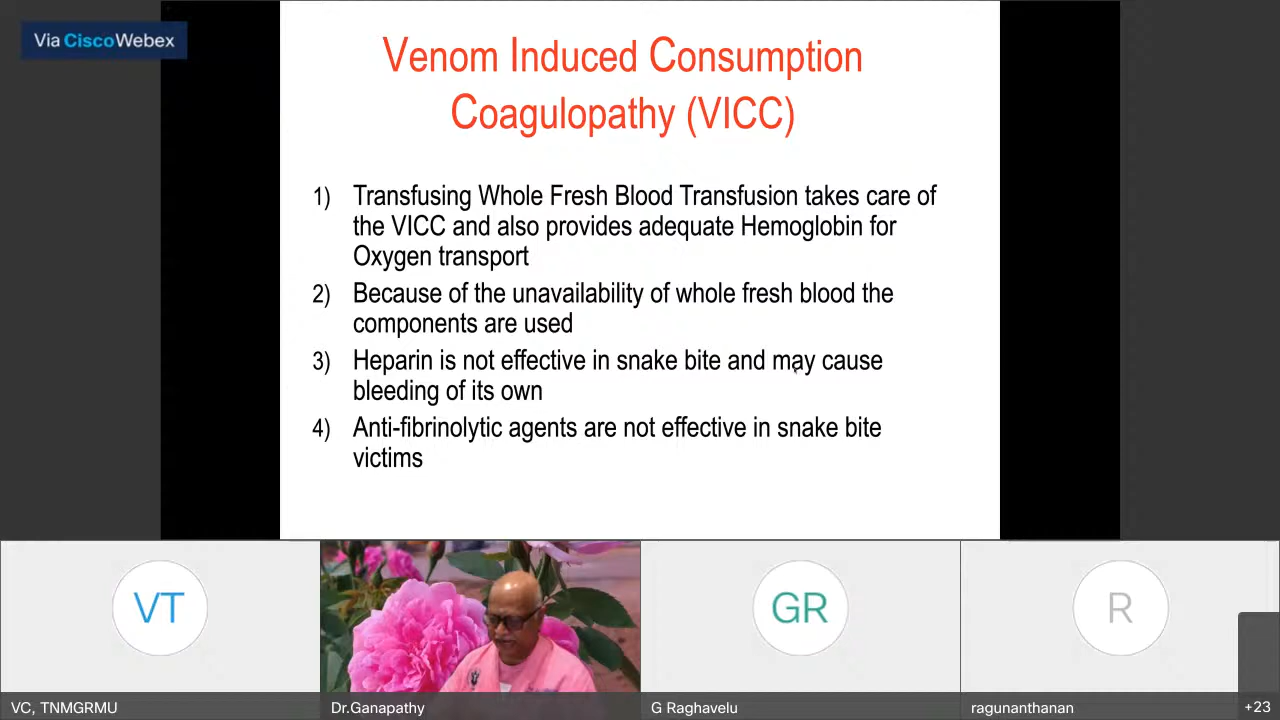 Via Cisco Webex
Venom Induced Consumption
Coagulopathy (VICC)
1) Transfusing Whole Fresh Blood Transfusion takes care of
the VICC and also provides adequate Hemoglobin for
Oxygen transport
2) Because of the unavailability of whole fresh blood the
components are used
3) Heparin is not effective in snake bite and may cause
bleeding of its own
4) Anti-fibrinolytic agents are not effective in snake bite
victims
VT
GR
R
VC, TNMGRMU
Dr.Ganapathy
G Raghavelu
ragunanthanan
+23